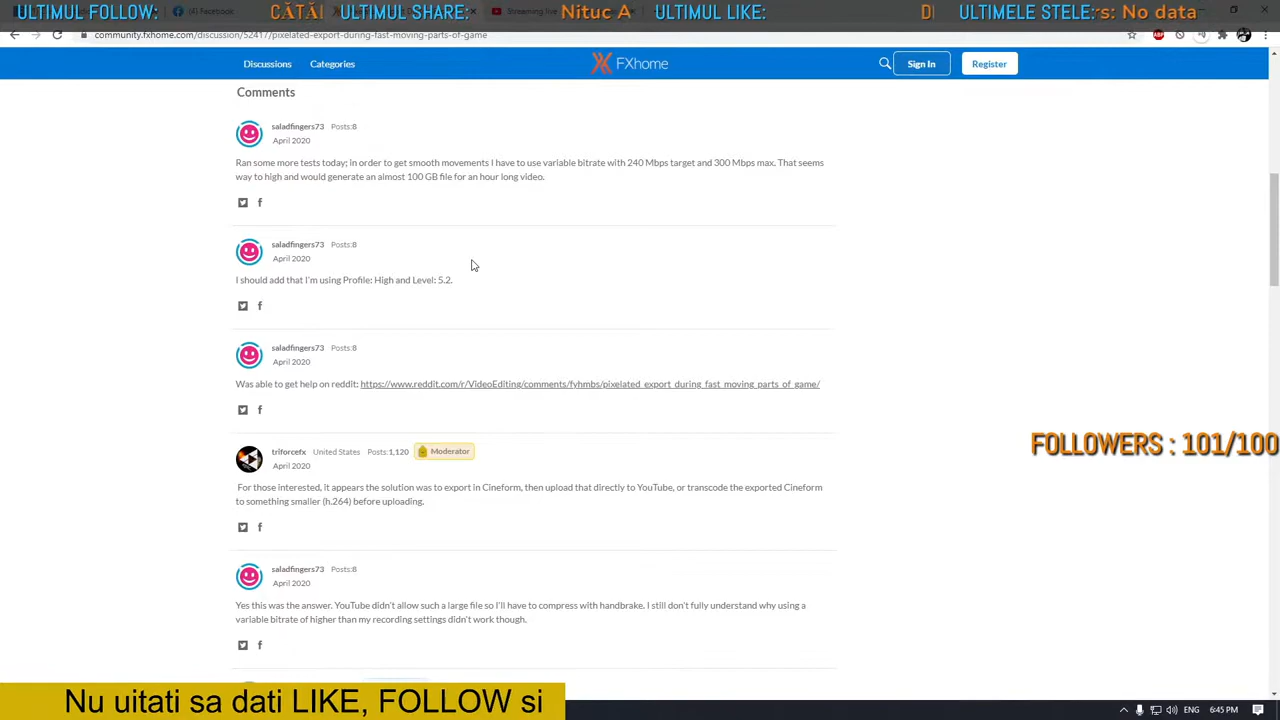 ULTIMUL FOLLOW: CĂTĂ ULTIMUL SHARE: Nituc A ULTIMUL LIKE: ULTIMELE STELE: rs: No data
(4) Facebook
Streaming live
community.fxhome.com/discussion/52417/pixelated-export-during-fast-moving-parts-of-game
Discussions Categories FXhome Sign In Register
Comments
saladfingers73 Posts:8
April 2020
Ran some more tests today; in order to get smooth movements I have to use variable bitrate with 240 Mbps target and 300 Mbps max. That seems
way to high and would generate an almost 100 GB file for an hour long video.
saladfingers73 Posts:8
April 2020
I should add that I'm using Profile: High and Level: 5.2.
saladfingers73 Posts:8
April 2020
Was able to get help on reddit: https://www.reddit.com/r/VideoEditing/comments/fyhmbs/pixelated_export_during_fast_moving_parts_of_game/
FOLLOWERS : 101/100
triforcefx United States Posts:1,120 Moderator
April 2020
For those interested, it appears the solution was to export in Cineform, then upload that directly to YouTube, or transcode the exported Cineform
to something smaller (h.264) before uploading.
saladfingers73 Posts:8
April 2020
Yes this was the answer. YouTube didn't allow such a large file so I'll have to compress with handbrake. I still don't fully understand why using a
variable bitrate of higher than my recording settings didn't work though.
Nu uitati sa dati LIKE, FOLLOW si
ENG 6:45 PM